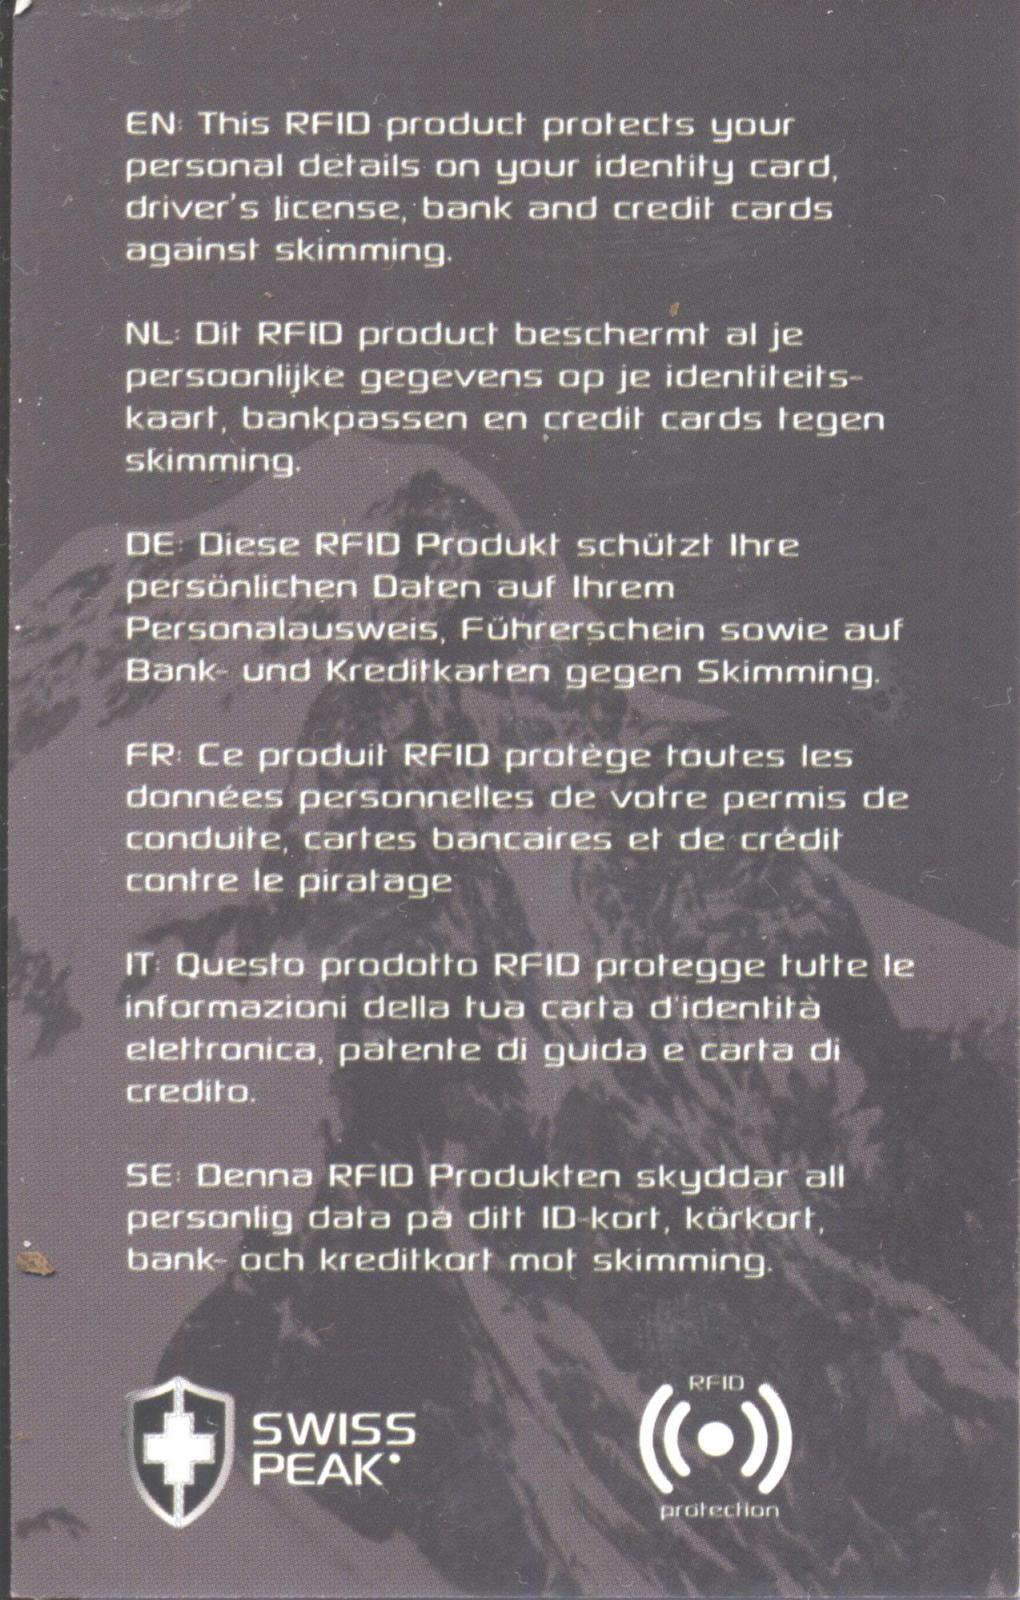 EN: This RFID product protects your
personal details on your identity card,
driver's license, bank and credit cards
against skimming.
NL: Dit RFID product beschermt al je
persoonlijke gegevens op je identiteits-
kaart, bankpassen en credit cards tegen
skimming.
DE: Diese RFID Produkt schützt Ihre
persönlichen Daten auf Ihrem
Personalausweis, Führerschein sowie auf
Bank- und Kreditkarten gegen Skimming.
FR: Ce produit RFID protège toutes les
données personnelles de votre permis de
conduite, cartes bancaires et de crédit
contre le piratage
IT: Questo prodotto RFID protegge tutte le
informazioni della tua carta d'identità
elettronica, patente di guida e carta di
credito.
SE: Denna RFID Produkten skyddar all
personlig data på ditt ID-kort, körkort,
bank- och kreditkort mot skimming.
SWISS
PEAK
RFID
protection